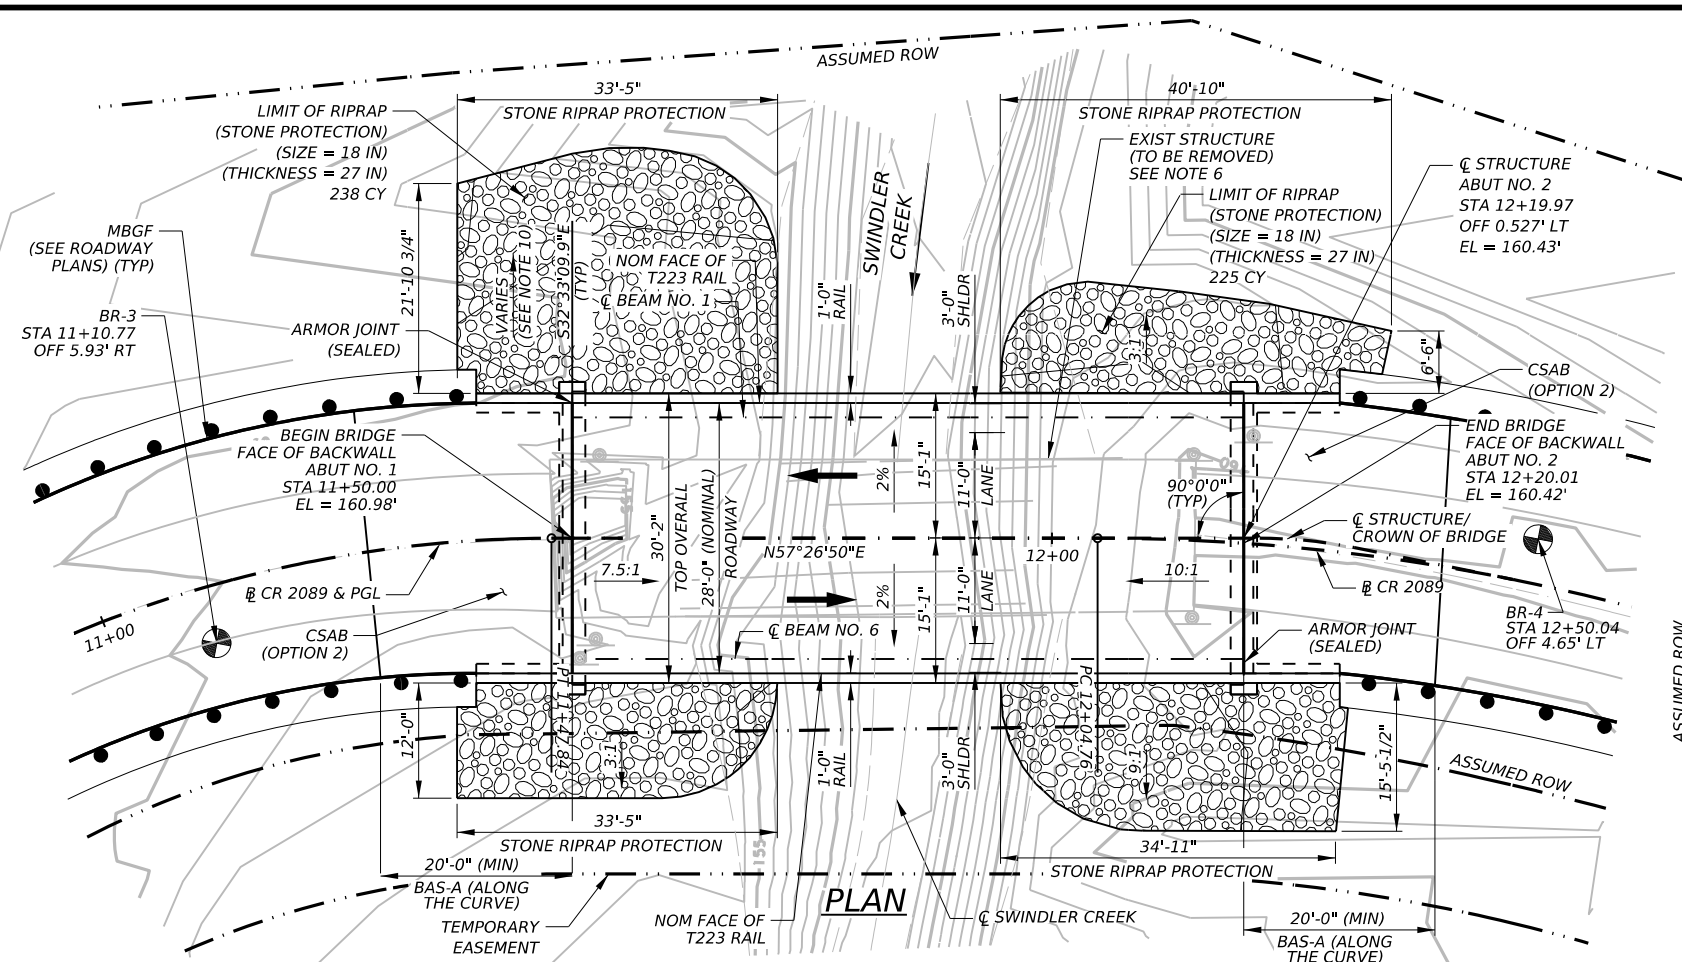 ASSUMED ROW
33'-5"
STONE RIPRAP PROTECTION
40'-10"
STONE RIPRAP PROTECTION
LIMIT OF RIPRAP
(STONE PROTECTION)
(SIZE = 18 IN)
(THICKNESS = 27 IN)
238 CY
EXIST STRUCTURE
(TO BE REMOVED)
SEE NOTE 6
LIMIT OF RIPRAP
(STONE PROTECTION)
(SIZE = 18 IN)
(THICKNESS = 27 IN)
225 CY
℄ STRUCTURE
ABUT NO. 2
STA 12+19.97
OFF 0.527' LT
EL = 160.43'
SWINDLER
CREEK
MBGF
(SEE ROADWAY
PLANS) (TYP)
21'-10 3/4"
VARIES
(SEE NOTE 10)
S32°33'09.9"E
(TYP)
NOM FACE OF
T223 RAIL
℄ BEAM NO. 1
1'-0"
RAIL
3'-0"
SHLDR
3:1
6'-6"
BR-3
STA 11+10.77
OFF 5.93' RT
ARMOR JOINT
(SEALED)
CSAB
(OPTION 2)
BEGIN BRIDGE
FACE OF BACKWALL
ABUT NO. 1
STA 11+50.00
EL = 160.98'
END BRIDGE
FACE OF BACKWALL
ABUT NO. 2
STA 12+20.01
EL = 160.42'
30'-2"
TOP OVERALL
28'-0" (NOMINAL)
ROADWAY
2%
15'-1"
11'-0"
LANE
90°0'0"
(TYP)
℄ STRUCTURE/
CROWN OF BRIDGE
N57°26'50"E
12+00
7.5:1
10:1
2%
15'-1"
11'-0"
LANE
BL CR 2089 & PGL
BL CR 2089
11+00
CSAB
(OPTION 2)
℄ BEAM NO. 6
ARMOR JOINT
(SEALED)
BR-4
STA 12+50.04
OFF 4.65' LT
ASSUMED ROW
12'-0"
PT 11+47.84
3:1
1'-0"
RAIL
3'-0"
SHLDR
PC 12+04.76
9:1
15'-5-1/2"
ASSUMED ROW
33'-5"
STONE RIPRAP PROTECTION
155
34'-11"
STONE RIPRAP PROTECTION
20'-0" (MIN)
BAS-A (ALONG
THE CURVE)
TEMPORARY
EASEMENT
NOM FACE OF
T223 RAIL
PLAN
℄ SWINDLER CREEK
20'-0" (MIN)
BAS-A (ALONG
THE CURVE)